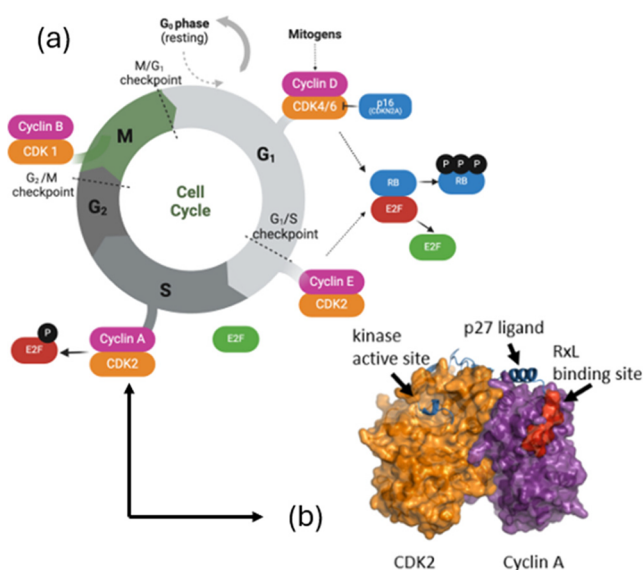 (a)
G0 phase
(resting)
Mitogens
M/G1
checkpoint
Cyclin D
CDK4/6
p16
(CDKN2A)
Cyclin B
CDK 1
M
G1
P P P
RB
RB
E2F
E2F
G2/M
checkpoint
G2
Cell
Cycle
G1/S
checkpoint
S
Cyclin E
CDK2
P
E2F
Cyclin A
CDK2
E2F
kinase
active site
p27 ligand
RxL
binding site
(b)
CDK2
Cyclin A